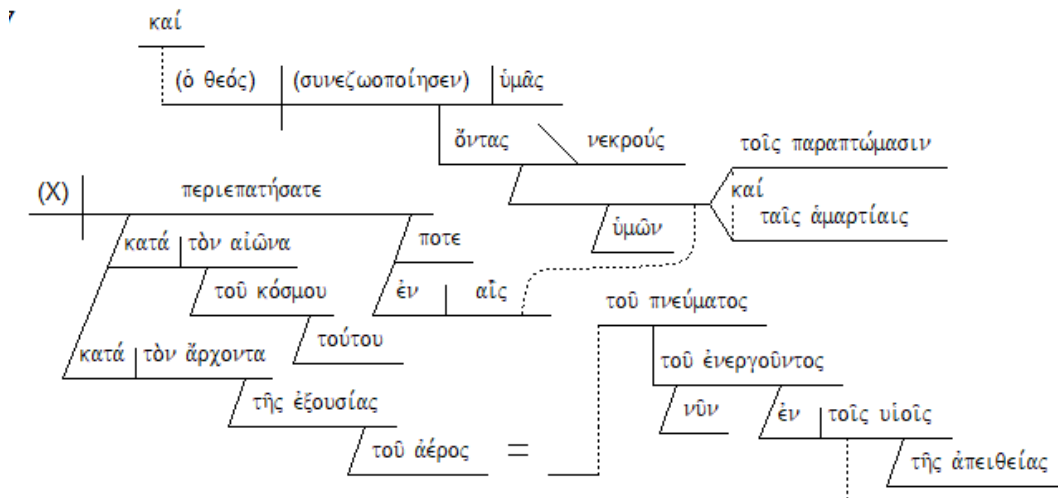 καί
(ὁ θεός) (συνεζωοποίησεν) ὑμᾶς
ὄντας νεκρούς τοῖς παραπτώμασιν
καί
(X) περιεπατήσατε
ταῖς ἁμαρτίαις
κατά τὸν αἰῶνα ποτε ὑμῶν
τοῦ κόσμου ἐν αἷς τοῦ πνεύματος
τούτου
κατά τὸν ἄρχοντα τοῦ ἐνεργοῦντος
τῆς ἐξουσίας νῦν ἐν τοῖς υἱοῖς
τοῦ ἀέρος = τῆς ἀπειθείας